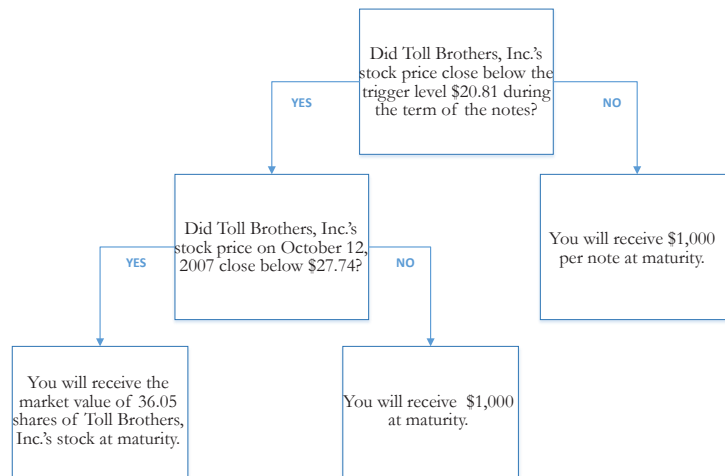 Did Toll Brothers, Inc.'s
stock price close below the
trigger level $20.81 during
the term of the notes?
YES
NO
Did Toll Brothers, Inc.'s
stock price on October 12,
2007 close below $27.74?
You will receive $1,000
per note at maturity.
YES
NO
You will receive the
market value of 36.05
shares of Toll Brothers,
Inc.'s stock at maturity.
You will receive $1,000
at maturity.